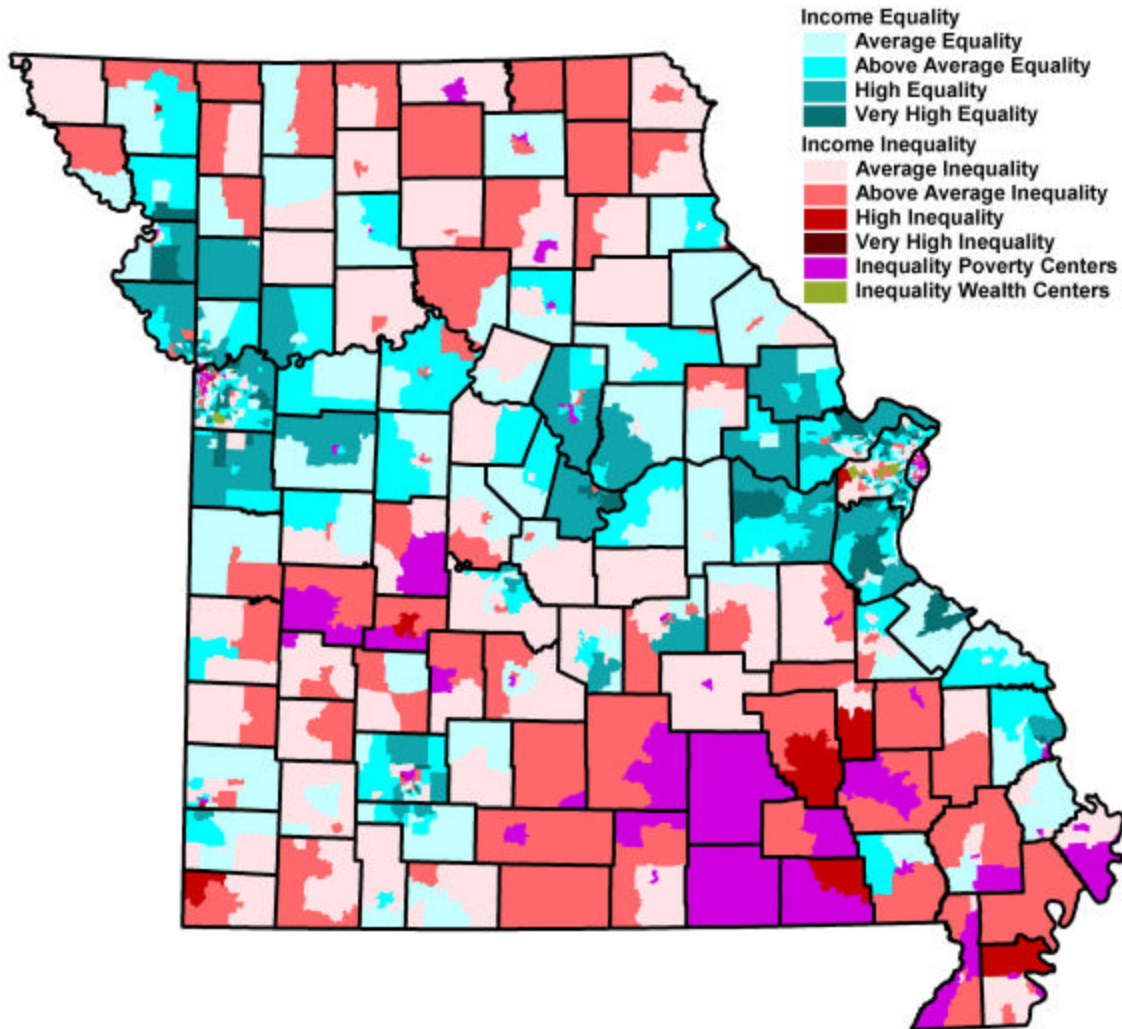 Income Equality
Average Equality
Above Average Equality
High Equality
Very High Equality
Income Inequality
Average Inequality
Above Average Inequality
High Inequality
Very High Inequality
Inequality Poverty Centers
Inequality Wealth Centers